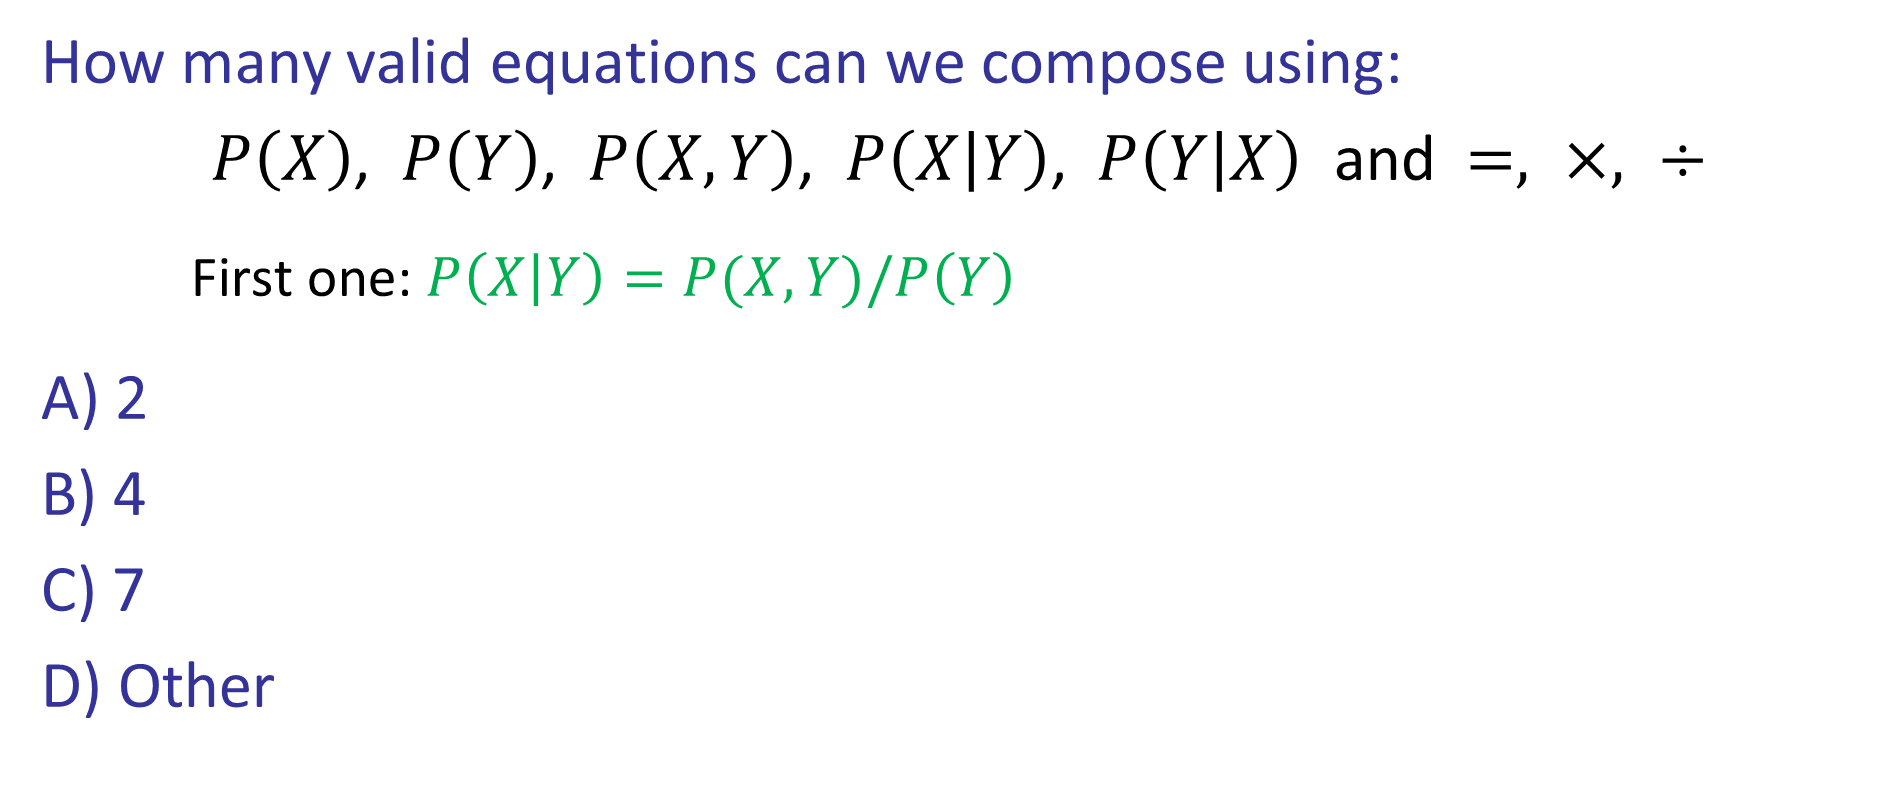 How many valid equations can we compose using:
P(X), P(Y), P(X,Y), P(X|Y), P(Y|X) and =, ×, ÷
First one: P(X|Y) = P(X,Y)/P(Y)
A) 2
B) 4
C) 7
D) Other